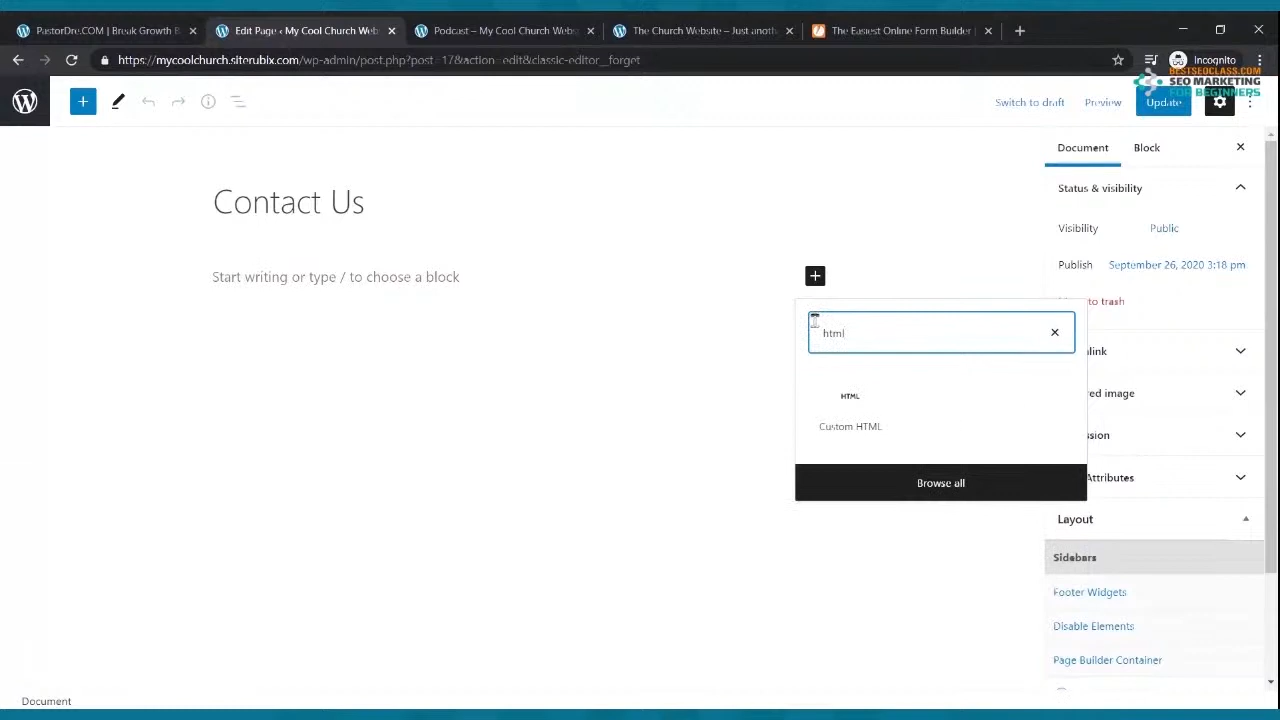 PastorDre.COM | Break Growth B
Edit Page ‹ My Cool Church Web
Podcast – My Cool Church Webs
The Church Website – Just anoth
The Easiest Online Form Builder |
https://mycoolchurch.siterubix.com/wp-admin/post.php?post=17&action=edit&classic-editor__forget
Incognito
BESTSEOCLASS.COM
SEO MARKETING
FOR BEGINNERS
Switch to draft
Preview
Update
Document
Block
Status & visibility
Contact Us
Visibility
Public
Start writing or type / to choose a block
Publish
September 26, 2020 3:18 pm
to trash
html
HTML
Custom HTML
Browse all
Attributes
Layout
Sidebars
Footer Widgets
Disable Elements
Page Builder Container
Document